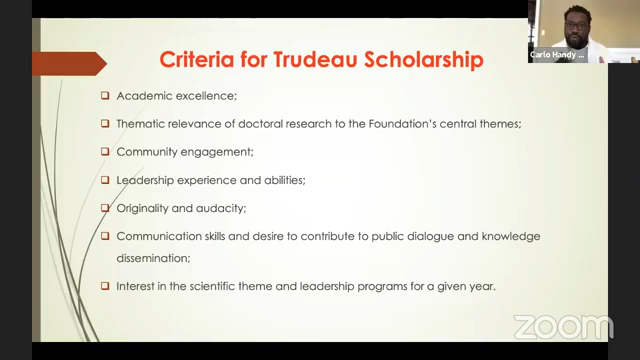 Criteria for Trudeau Scholarship
Carlo Handy ...
Academic excellence;
Thematic relevance of doctoral research to the Foundation's central themes;
Community engagement;
Leadership experience and abilities;
Originality and audacity;
Communication skills and desire to contribute to public dialogue and knowledge
dissemination;
Interest in the scientific theme and leadership programs for a given year.
zoom